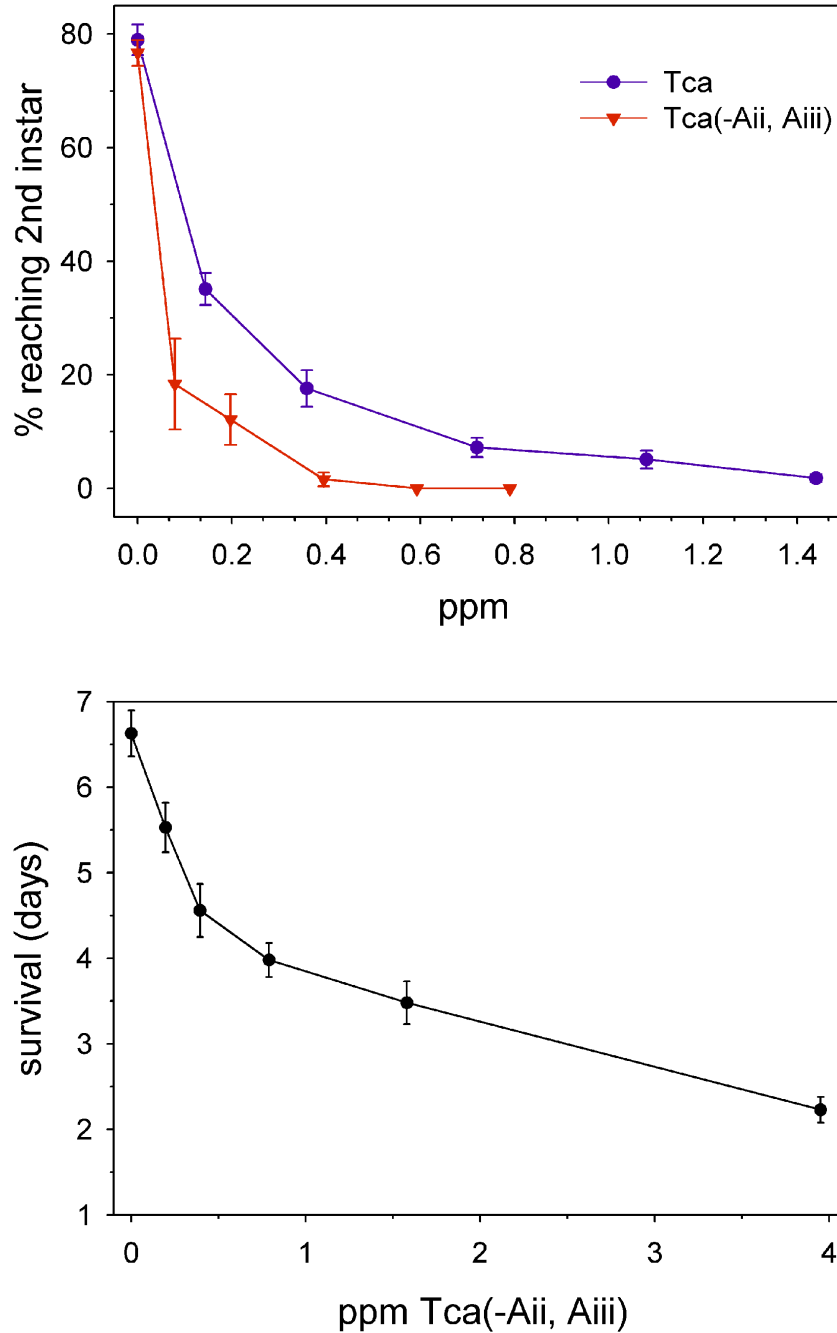 80
60
40
20
0
% reaching 2nd instar
Tca
Tca(-Aii, Aiii)
0.0 0.2 0.4 0.6 0.8 1.0 1.2 1.4
ppm
7
6
5
4
3
2
1
survival (days)
0 1 2 3 4
ppm Tca(-Aii, Aiii)